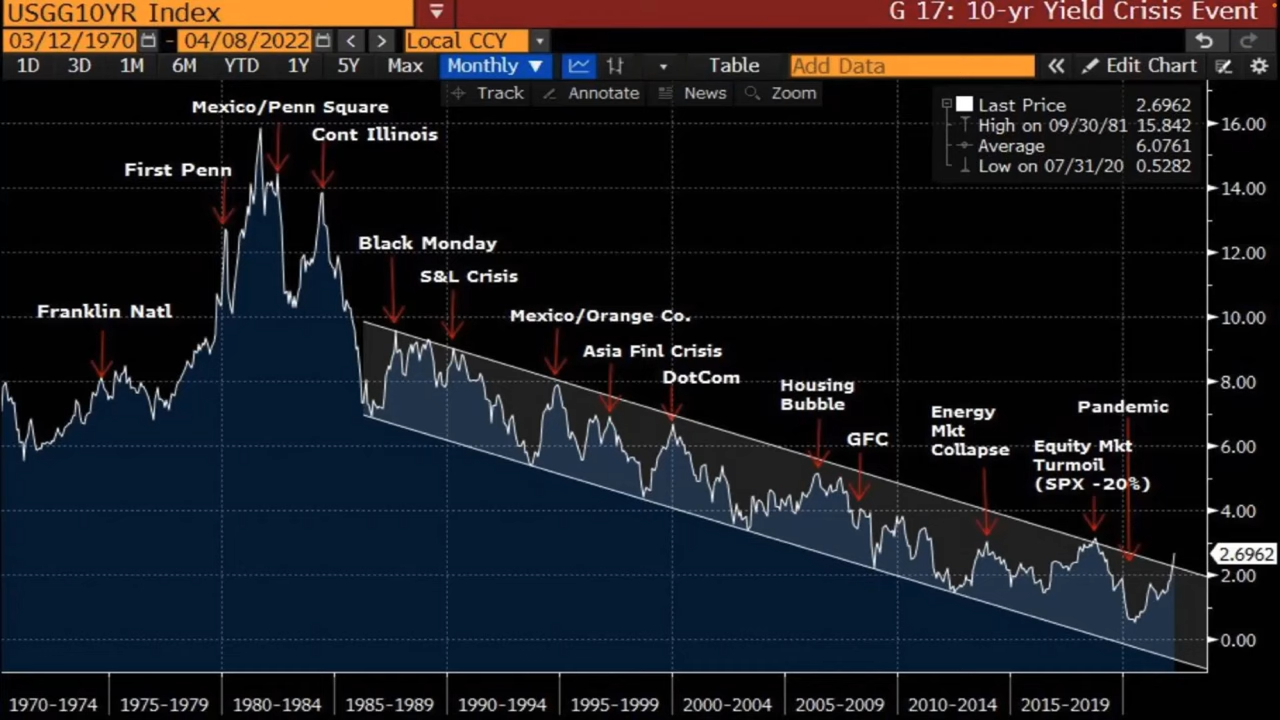 USGG10YR Index
G 17: 10-yr Yield Crisis Event
03/12/1970 - 04/08/2022 < > Local CCY
1D 3D 1M 6M YTD 1Y 5Y Max Monthly Table Add Data Edit Chart
Track Annotate News Zoom
Last Price 2.6962
High on 09/30/81 15.842
Average 6.0761
Low on 07/31/20 0.5282
Mexico/Penn Square
Cont Illinois
First Penn
Black Monday
S&L Crisis
Franklin Natl
Mexico/Orange Co.
Asia Finl Crisis
DotCom
Housing
Bubble
GFC
Energy
Mkt
Collapse
Pandemic
Equity Mkt
Turmoil
(SPX -20%)
16.00
14.00
12.00
10.00
8.00
6.00
4.00
2.6962
2.00
0.00
1970-1974 1975-1979 1980-1984 1985-1989 1990-1994 1995-1999 2000-2004 2005-2009 2010-2014 2015-2019